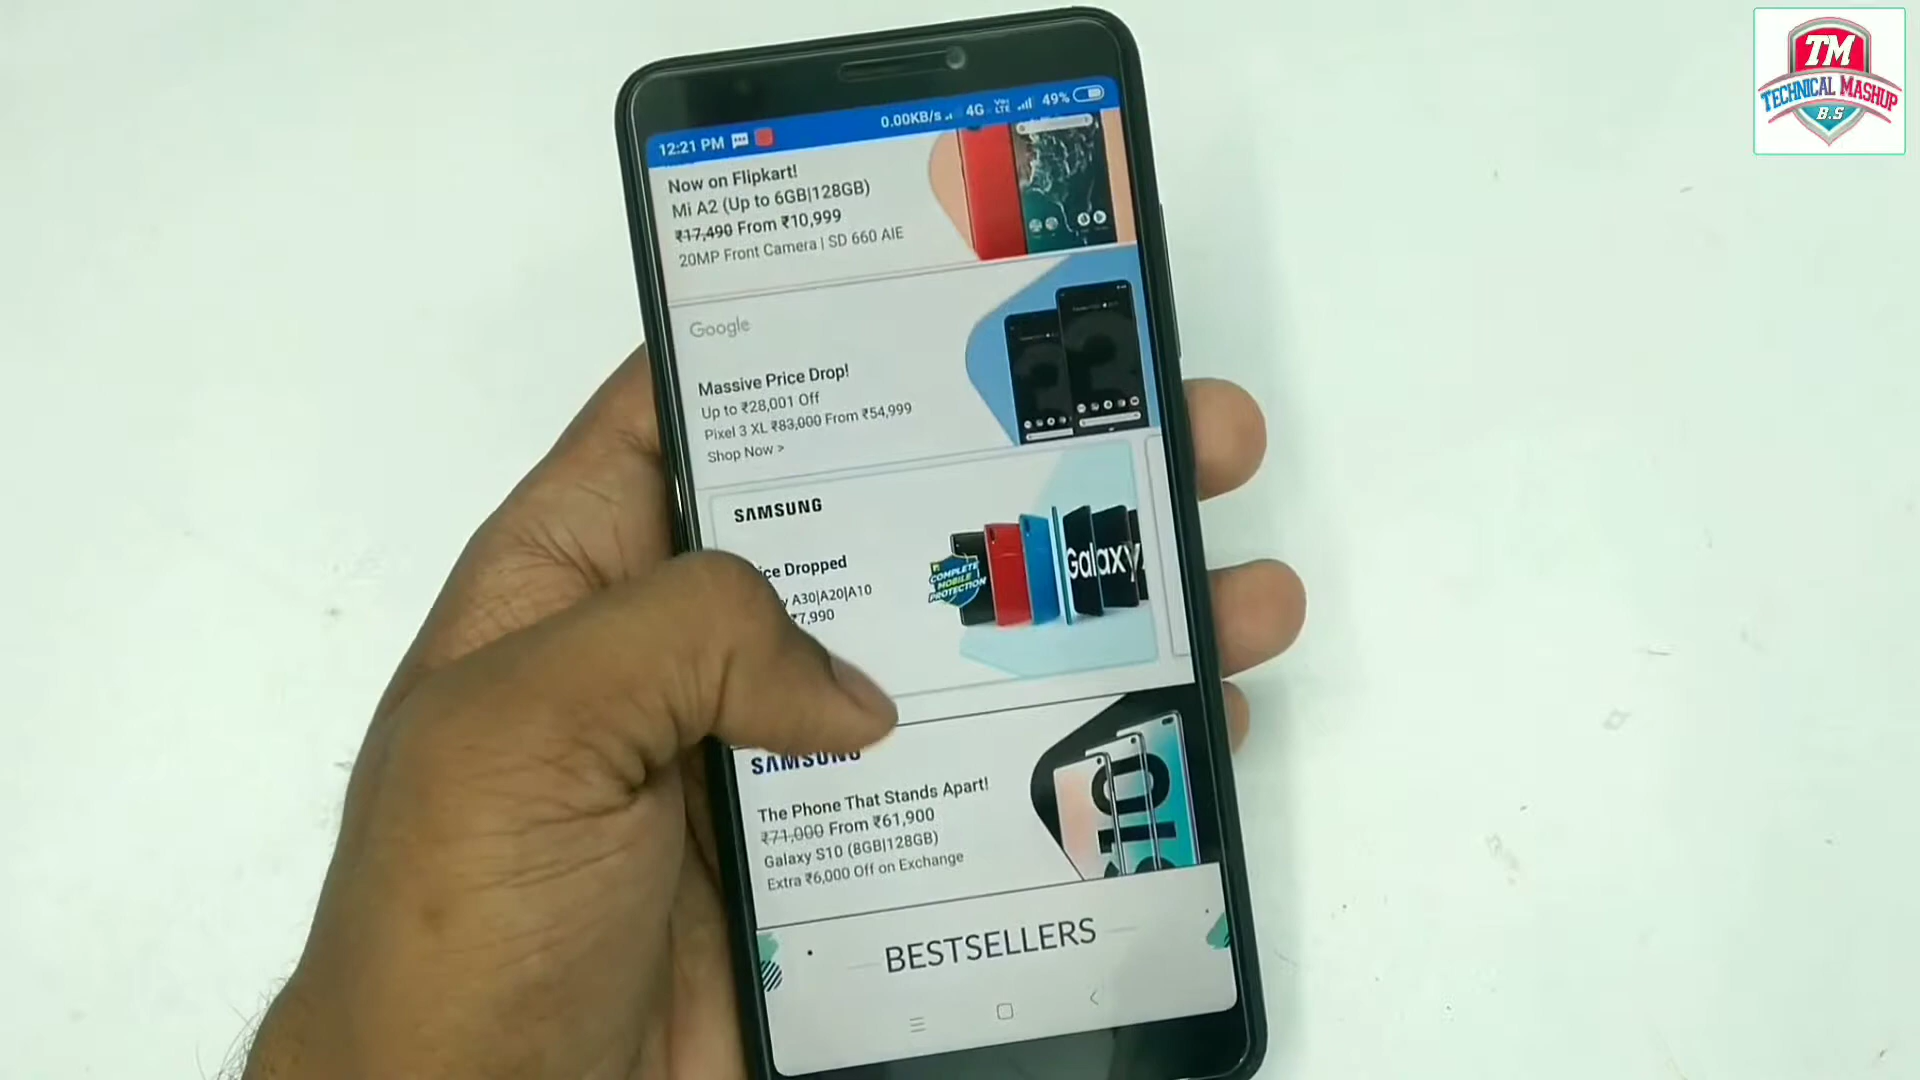 TM
TECHNICAL MASHUP
B.S
12:21 PM
0.00KB/s
4G
Vo LTE
49%
Now on Flipkart!
Mi A2 (Up to 6GB|128GB)
₹17,490 From ₹10,999
20MP Front Camera | SD 660 AIE
Google
Massive Price Drop!
Up to ₹28,001 Off
Pixel 3 XL ₹83,000 From ₹54,999
Shop Now >
SAMSUNG
ice Dropped
y A30|A20|A10
₹7,990
COMPLETE
MOBILE
PROTECTION
Galaxy
SAMSUNG
The Phone That Stands Apart!
₹71,000 From ₹61,900
Galaxy S10 (8GB|128GB)
Extra ₹6,000 Off on Exchange
S10
BESTSELLERS